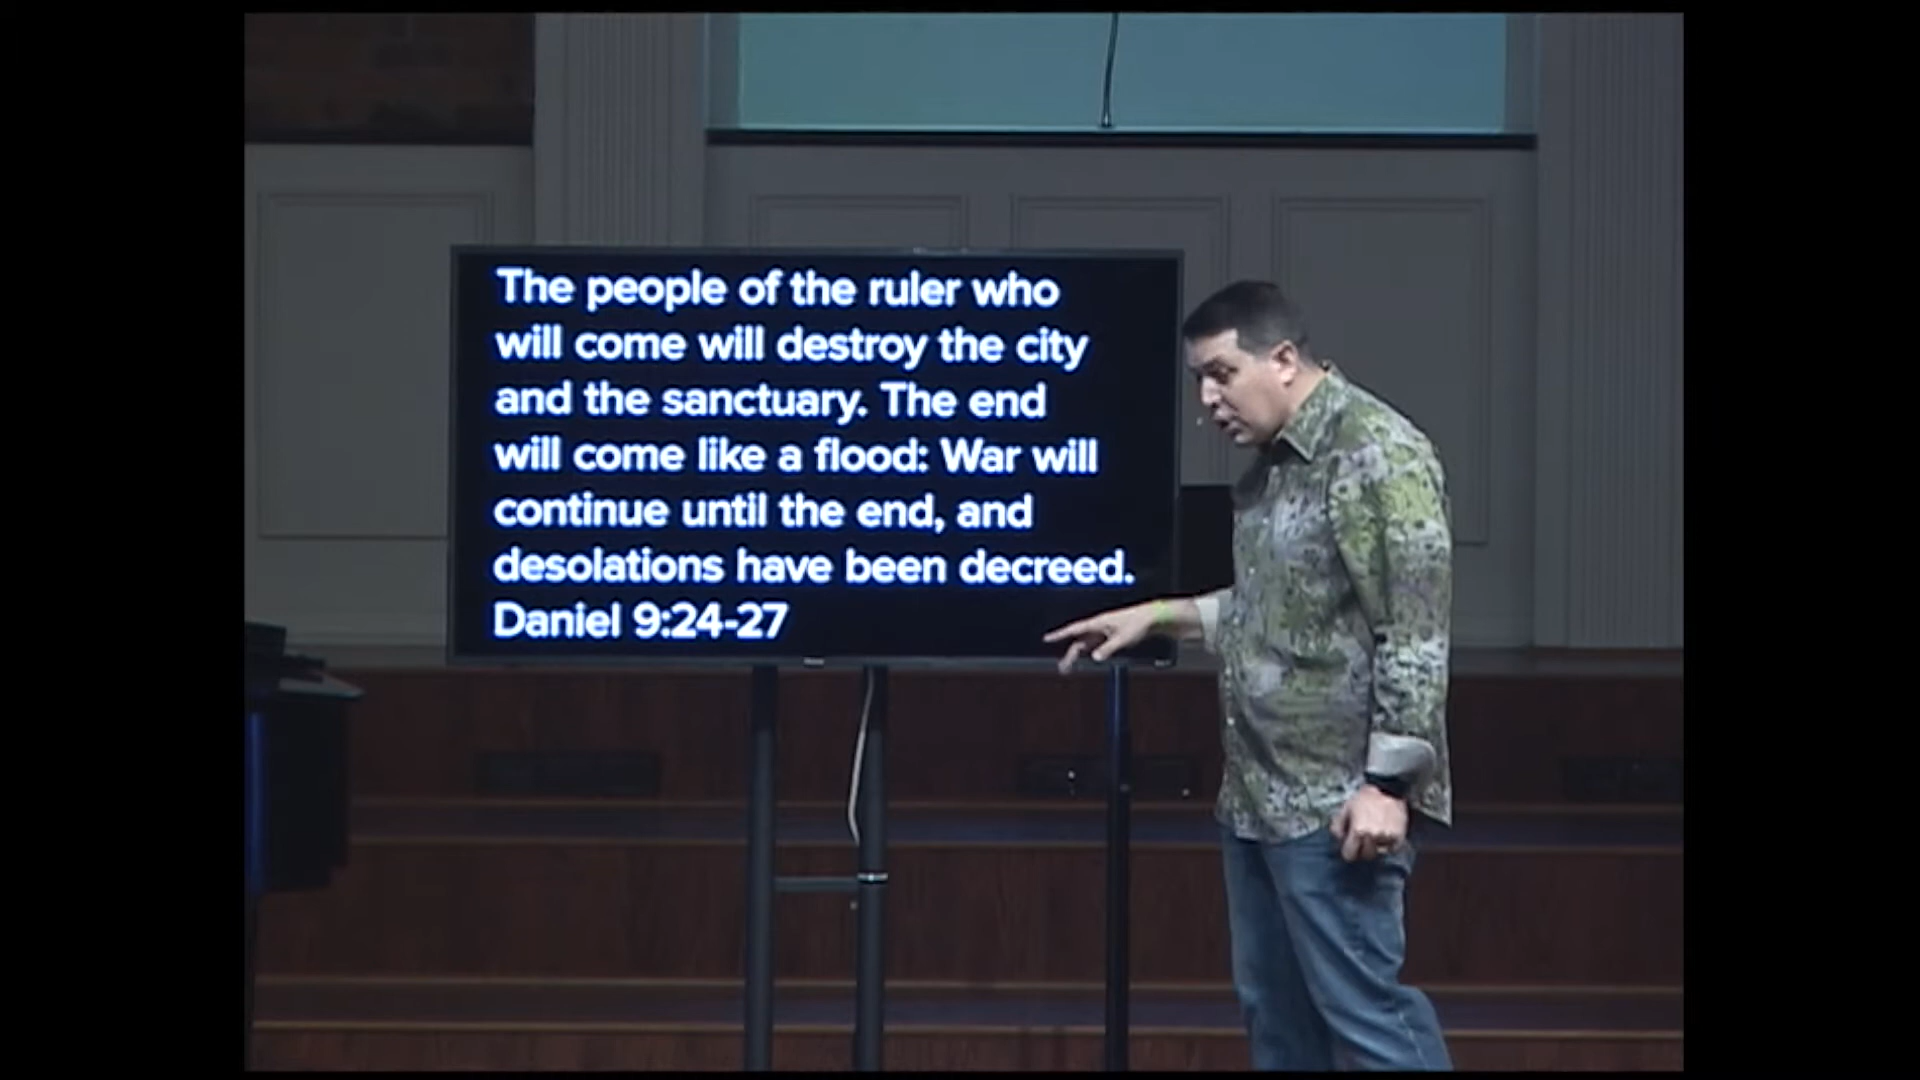 The people of the ruler who
will come will destroy the city
and the sanctuary. The end
will come like a flood: War will
continue until the end, and
desolations have been decreed.
Daniel 9:24-27